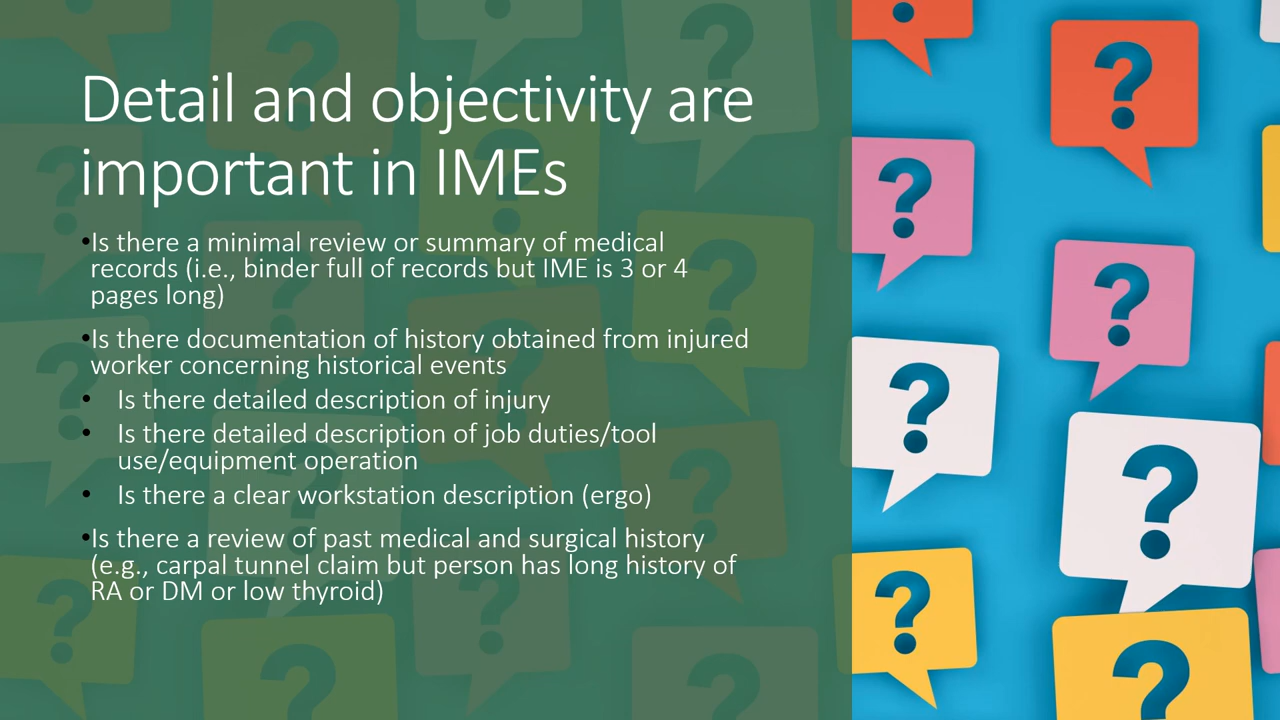 Detail and objectivity are
important in IMEs
•Is there a minimal review or summary of medical
records (i.e., binder full of records but IME is 3 or 4
pages long)
•Is there documentation of history obtained from injured
worker concerning historical events
• Is there detailed description of injury
• Is there detailed description of job duties/tool
use/equipment operation
• Is there a clear workstation description (ergo)
•Is there a review of past medical and surgical history
(e.g., carpal tunnel claim but person has long history of
RA or DM or low thyroid)
?
?
?
?
?
?
?
?